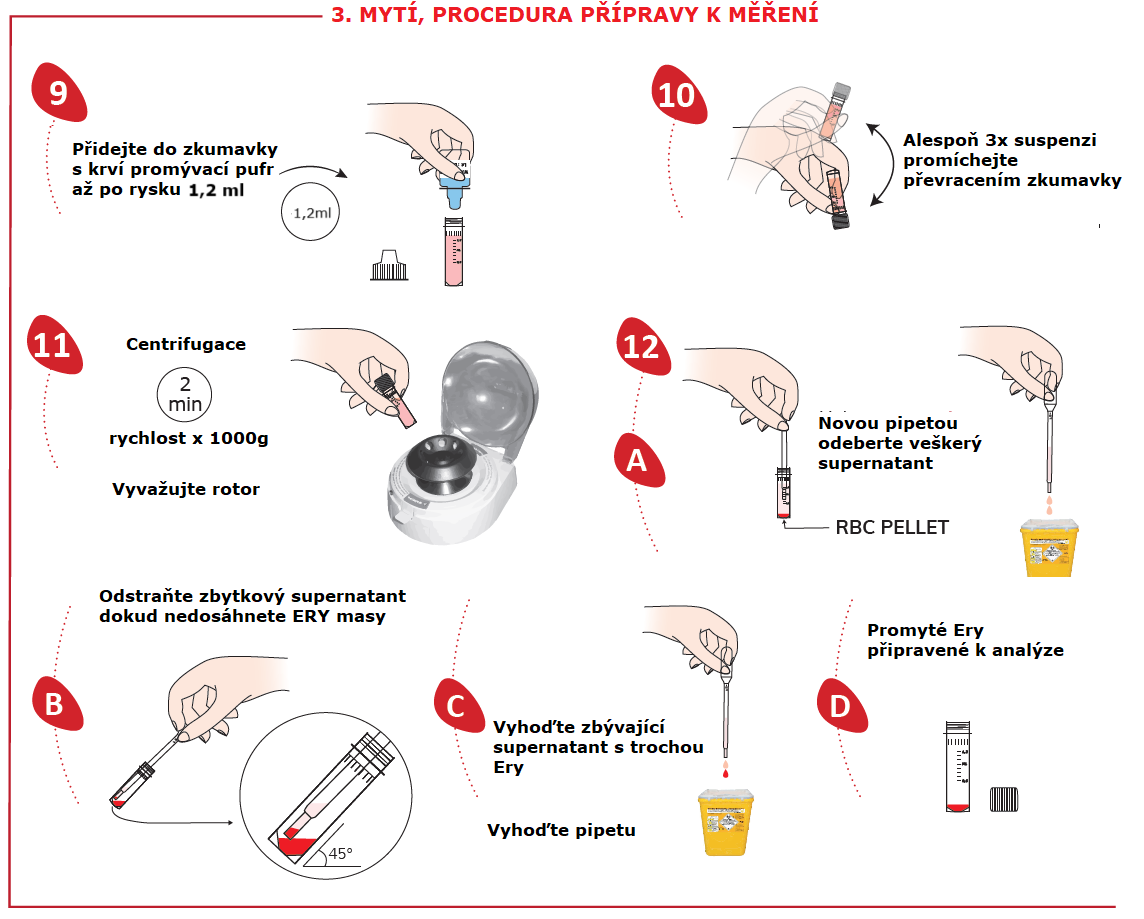 3. MYTÍ, PROCEDURA PŘÍPRAVY K MĚŘENÍ
9
Přidejte do zkumavky
s krví promývací pufr
až po rysku 1,2 ml
1,2ml
10
Alespoň 3x suspenzi
promíchejte
převracením zkumavky
11
Centrifugace
2
min
rychlost x 1000g
Vyvažujte rotor
12
A
Novou pipetou
odeberte veškerý
supernatant
RBC PELLET
B
Odstraňte zbytkový supernatant
dokud nedosáhnete ERY masy
45°
C
Vyhoďte zbývající
supernatant s trochou
Ery
Vyhoďte pipetu
D
Promyté Ery
připravené k analýze